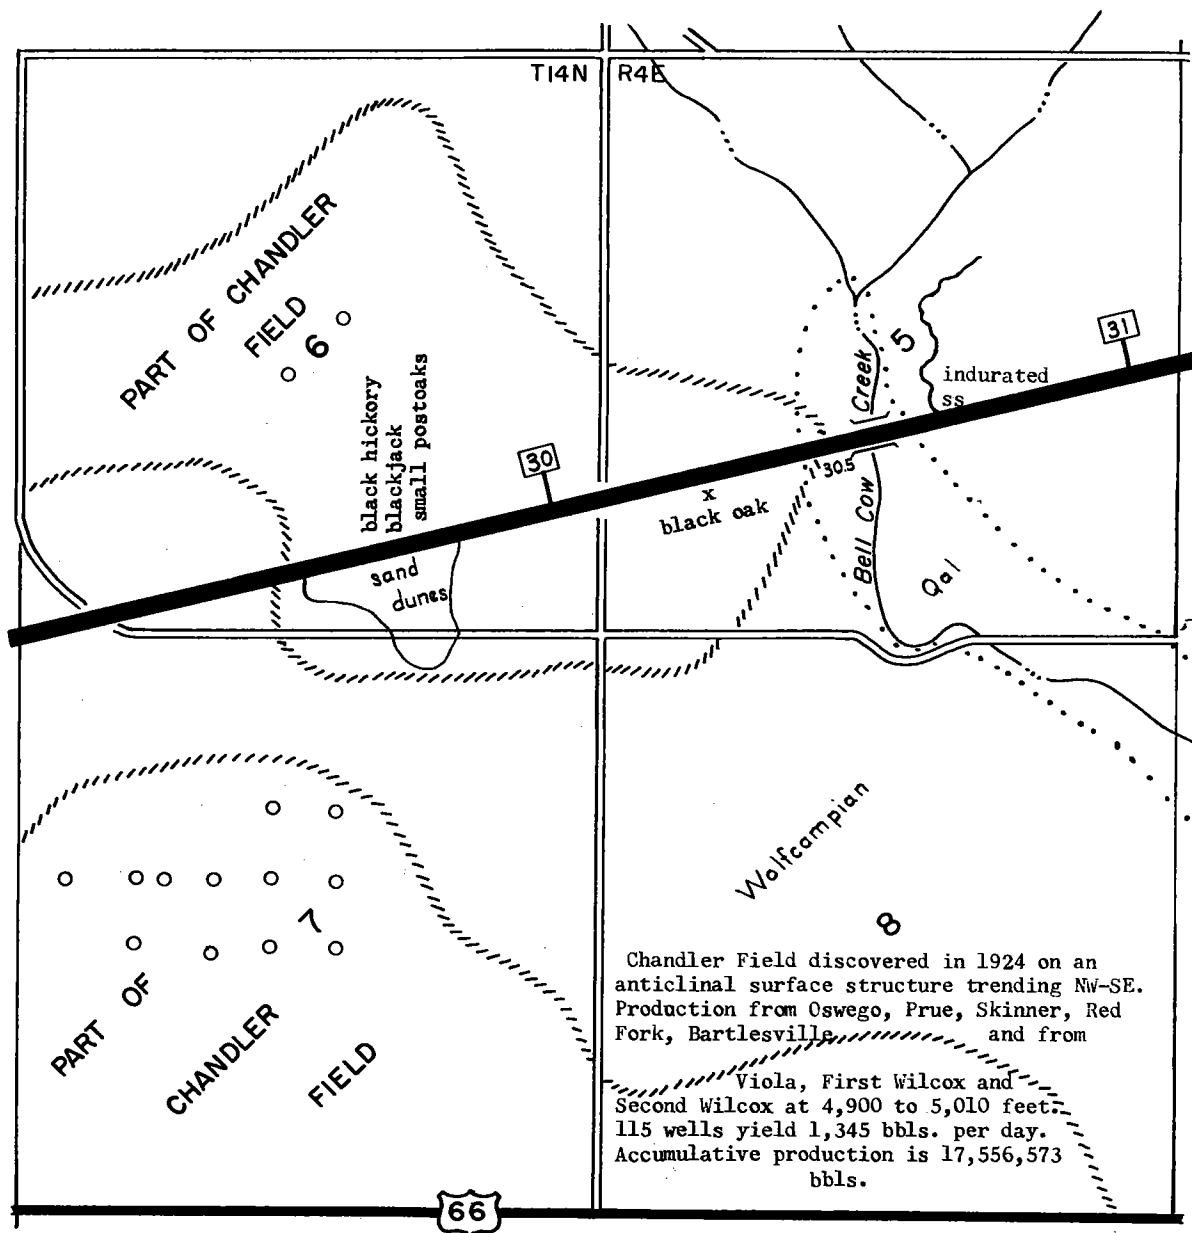 T14N R4E
PART OF CHANDLER
FIELD
6
black hickory
blackjack
small postoaks
30
sand
dunes
x
black oak
30.5
Creek
Bell Cow
5
indurated
ss
31
Qal
Wolfcampian
8
7
PART OF
CHANDLER
FIELD
Chandler Field discovered in 1924 on an
anticlinal surface structure trending NW-SE.
Production from Oswego, Prue, Skinner, Red
Fork, Bartlesville and from
Viola, First Wilcox and
Second Wilcox at 4,900 to 5,010 feet.
115 wells yield 1,345 bbls. per day.
Accumulative production is 17,556,573
bbls.
66